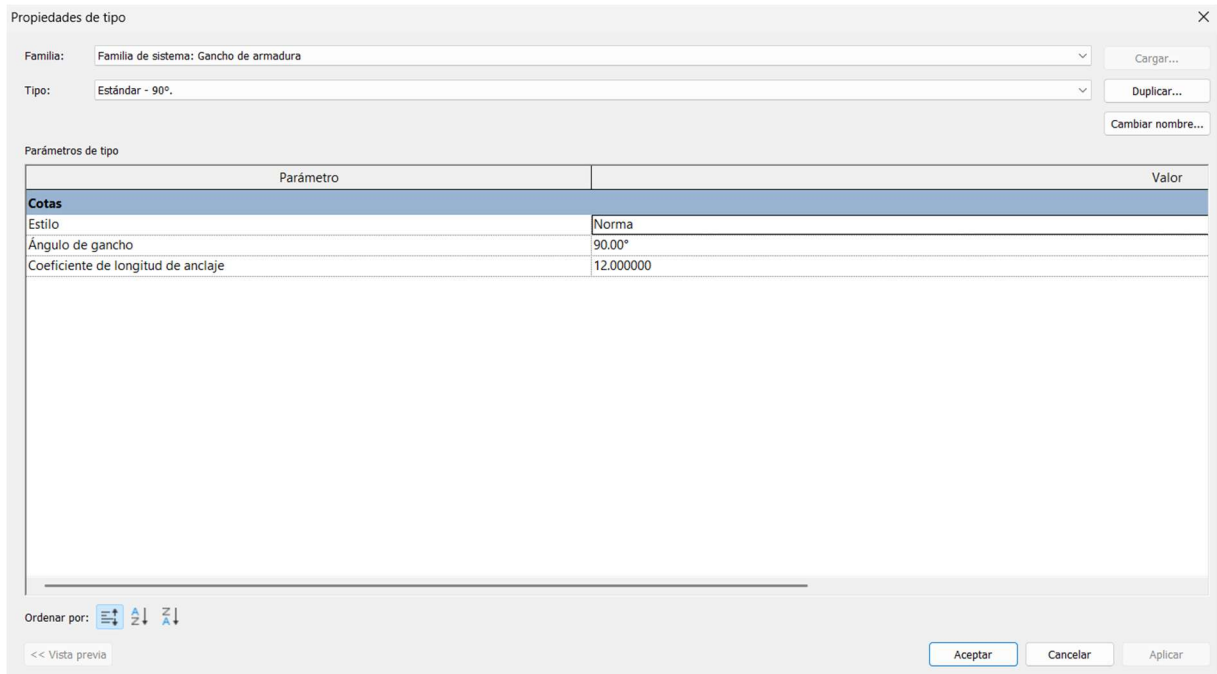 Propiedades de tipo
Familia: Familia de sistema: Gancho de armadura Cargar...
Tipo: Estándar - 90º. Duplicar...
Cambiar nombre...
Parámetros de tipo
Parámetro Valor
Cotas
Estilo Norma
Ángulo de gancho 90.00°
Coeficiente de longitud de anclaje 12.000000
Ordenar por:
<< Vista previa Aceptar Cancelar Aplicar